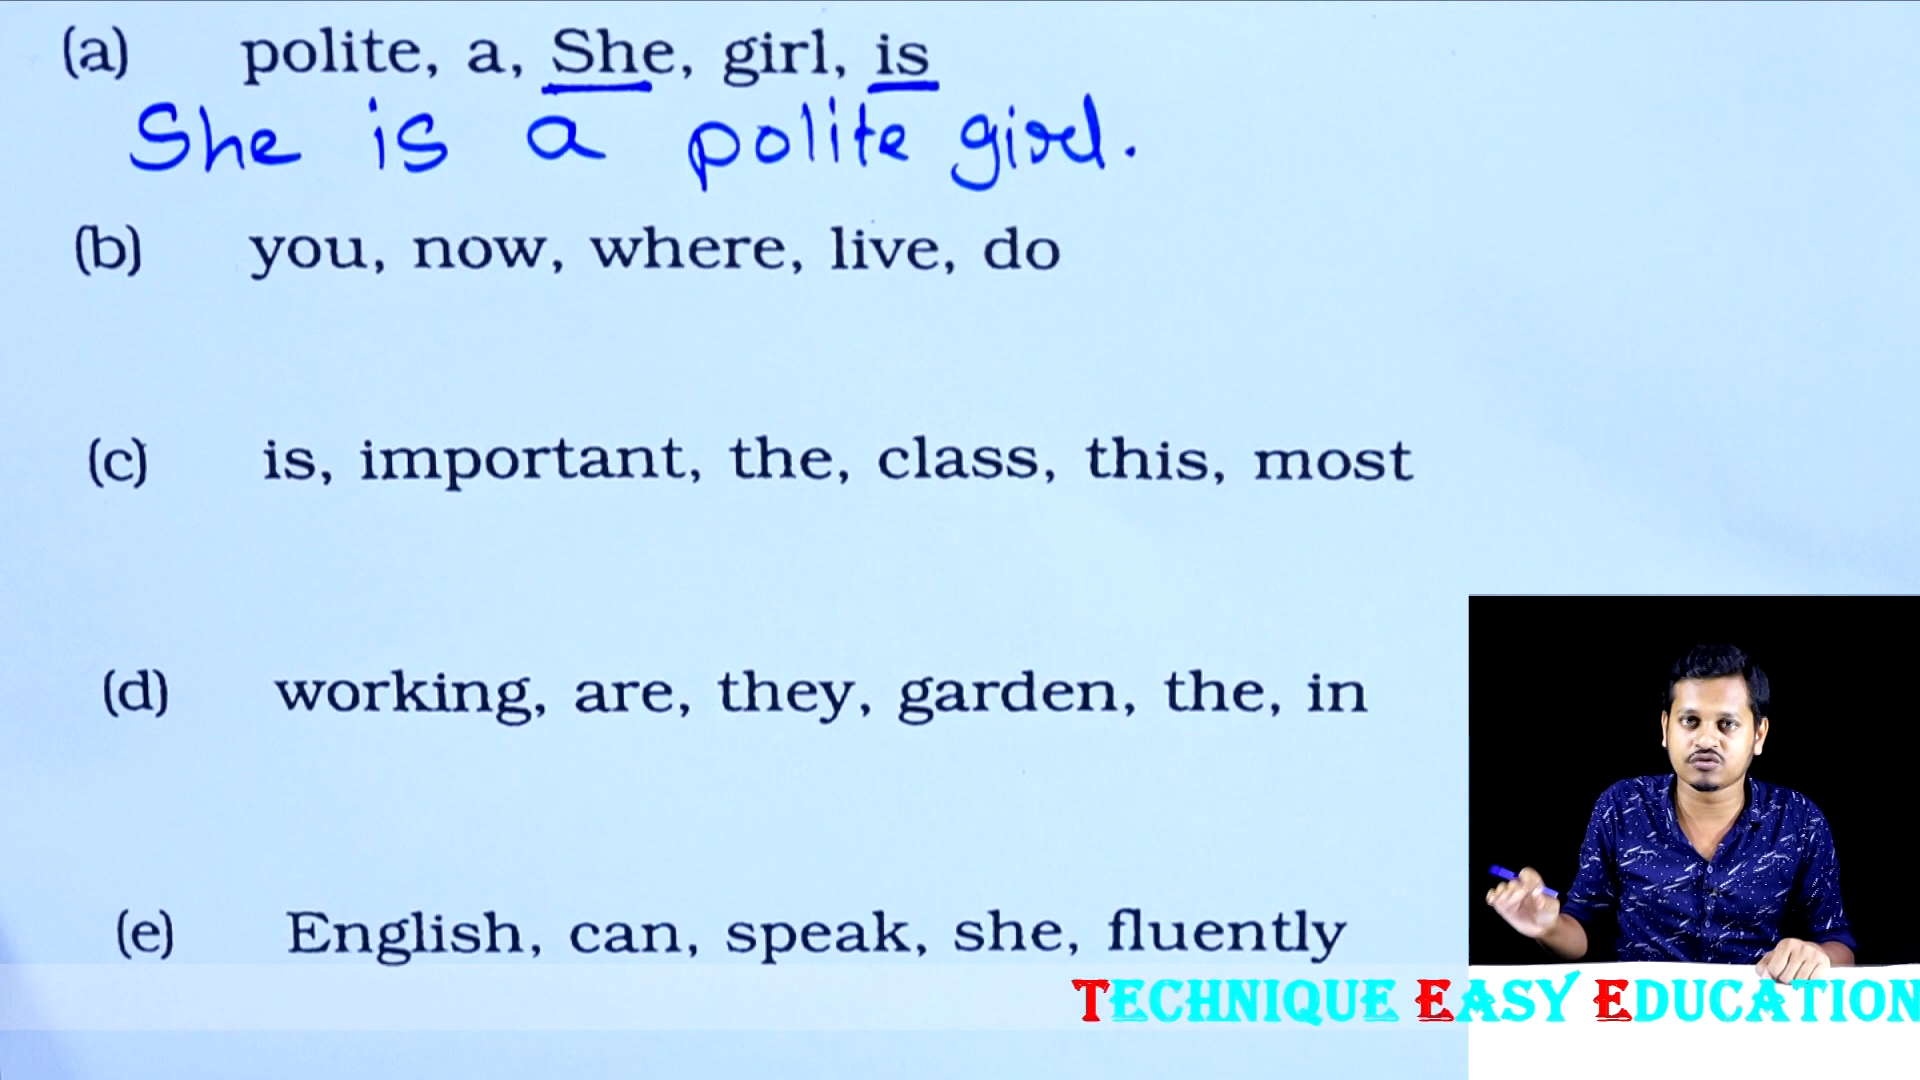 (a) polite, a, She, girl, is
She is a polite girl.
(b) you, now, where, live, do
(c) is, important, the, class, this, most
(d) working, are, they, garden, the, in
(e) English, can, speak, she, fluently
TECHNIQUE EASY EDUCATION